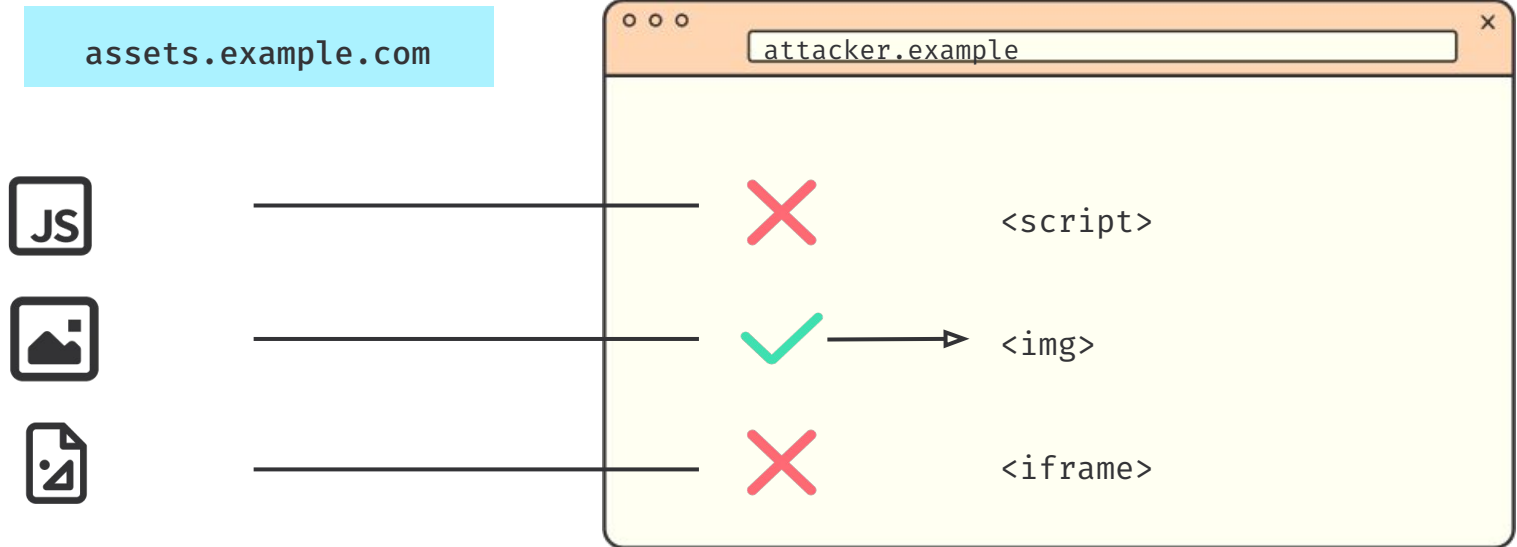 assets.example.com
attacker.example
JS
<script>
<img>
<iframe>